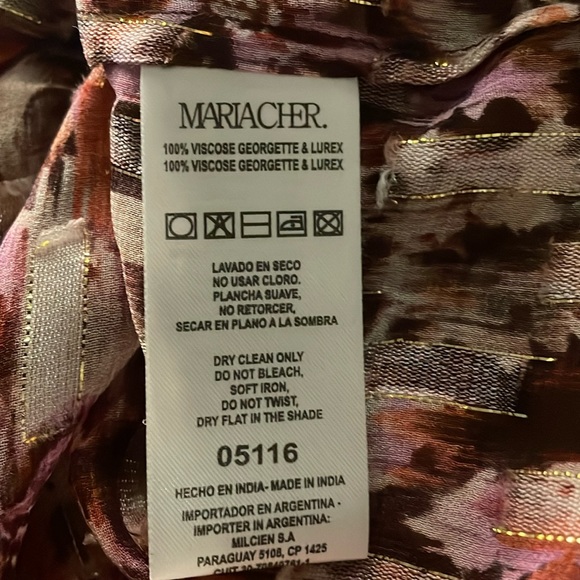 MARIACHER.
100% VISCOSE GEORGETTE & LUREX
100% VISCOSE GEORGETTE & LUREX
LAVADO EN SECO
NO USAR CLORO.
PLANCHA SUAVE,
NO RETORCER,
SECAR EN PLANO A LA SOMBRA
DRY CLEAN ONLY
DO NOT BLEACH,
SOFT IRON,
DO NOT TWIST,
DRY FLAT IN THE SHADE
05116
HECHO EN INDIA- MADE IN INDIA
IMPORTADOR EN ARGENTINA -
IMPORTER IN ARGENTINA:
MILCIEN S.A
PARAGUAY 5108, CP 1425
CUIT